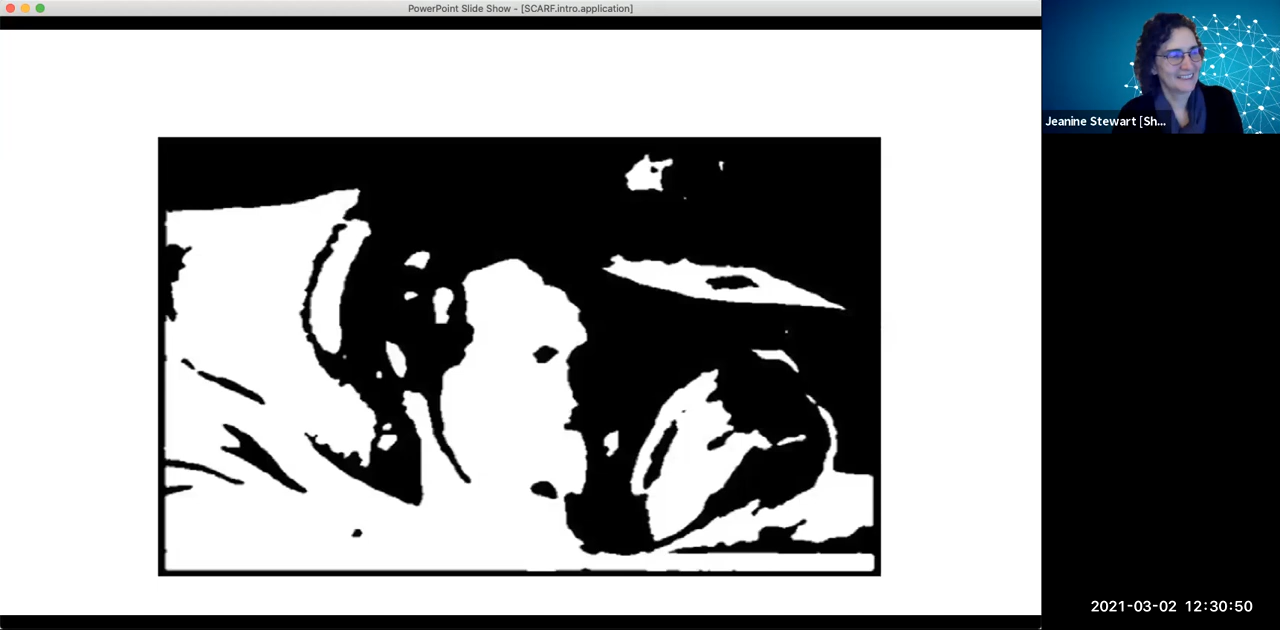 PowerPoint Slide Show - [SCARF.intro.application]
Jeanine Stewart [Sh...
2021-03-02 12:30:50